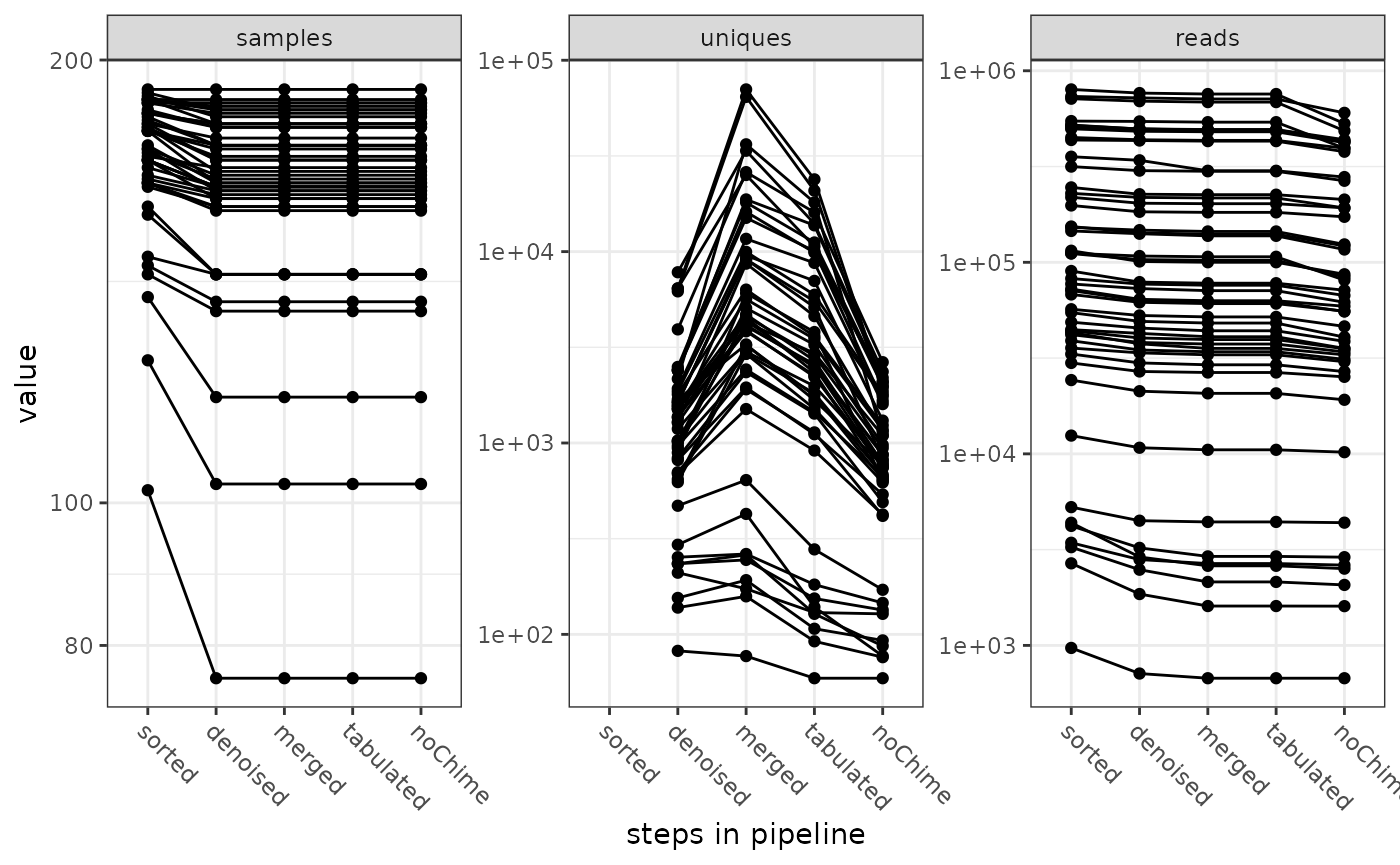 samples
uniques
reads
value
200
100
80
1e+05
1e+04
1e+03
1e+02
1e+06
1e+05
1e+04
1e+03
sorted
denoised
merged
tabulated
noChime
sorted
denoised
merged
tabulated
noChime
sorted
denoised
merged
tabulated
noChime
steps in pipeline